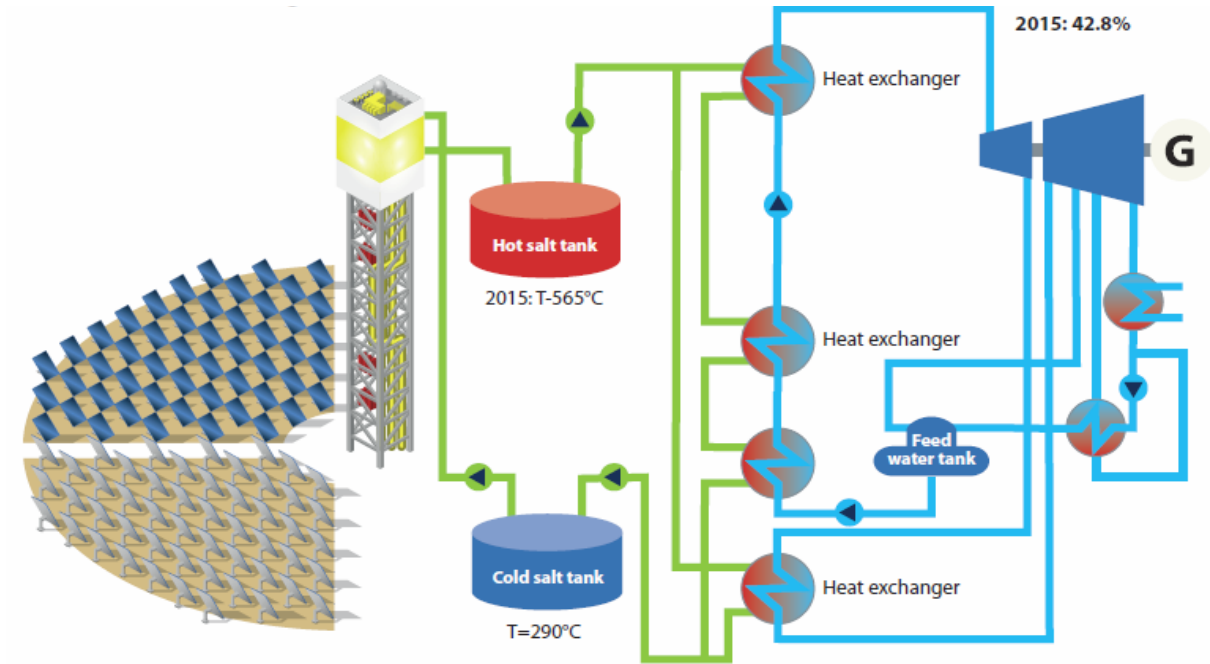 2015: 42.8%
Heat exchanger
G
Hot salt tank
2015: T-565°C
Heat exchanger
Feed
water tank
Cold salt tank
Heat exchanger
T=290°C